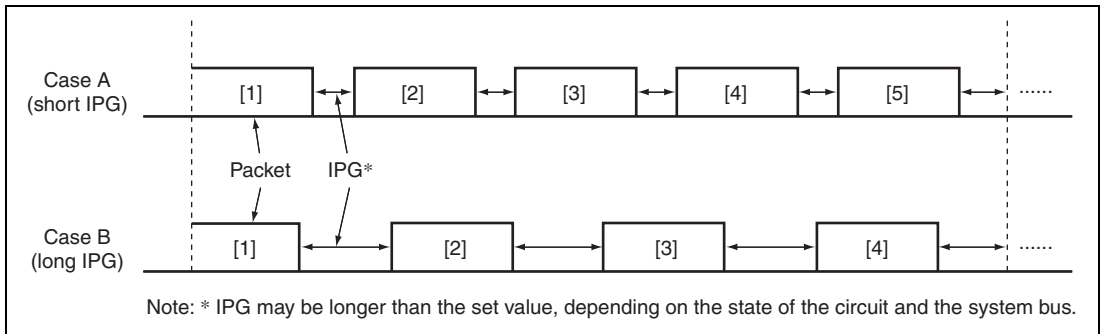 Case A
(short IPG)
[1] [2] [3] [4] [5] ......
Packet IPG*
Case B
(long IPG)
[1] [2] [3] [4] ......
Note: * IPG may be longer than the set value, depending on the state of the circuit and the system bus.